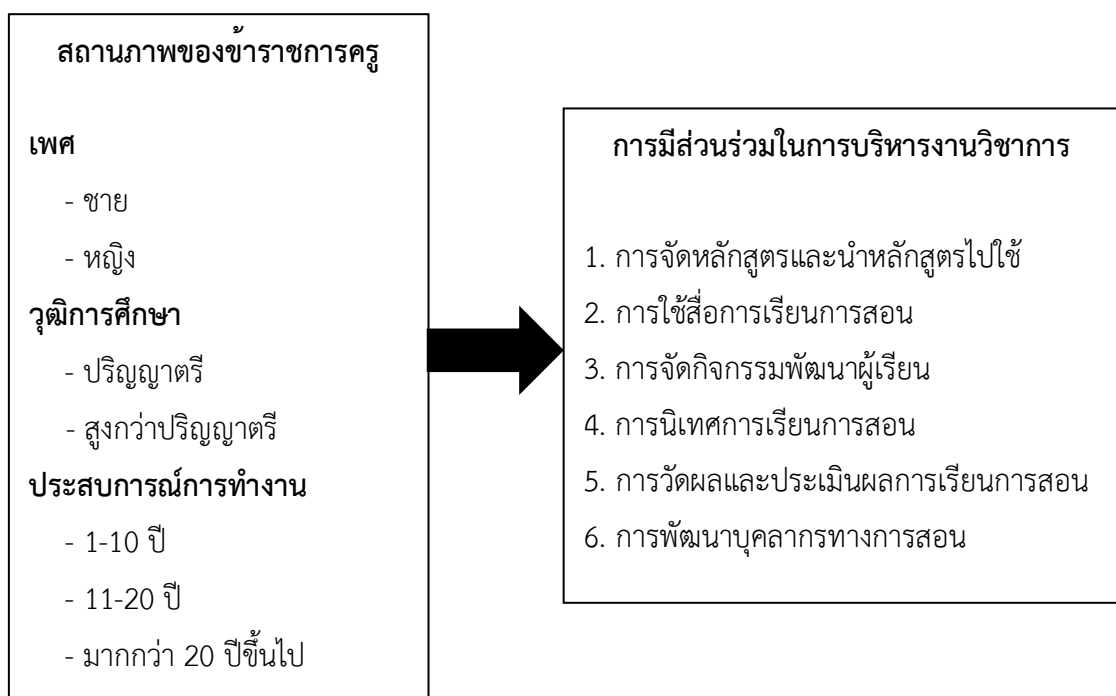 สถานภาพของข้าราชการครู
เพศ
- ชาย
- หญิง
วุฒิการศึกษา
- ปริญญาตรี
- สูงกว่าปริญญาตรี
ประสบการณ์การทำงาน
- 1-10 ปี
- 11-20 ปี
- มากกว่า 20 ปีขึ้นไป
การมีส่วนร่วมในการบริหารงานวิชาการ
1. การจัดหลักสูตรและนำหลักสูตรไปใช้
2. การใช้สื่อการเรียนการสอน
3. การจัดกิจกรรมพัฒนาผู้เรียน
4. การนิเทศการเรียนการสอน
5. การวัดผลและประเมินผลการเรียนการสอน
6. การพัฒนาบุคลากรทางการสอน